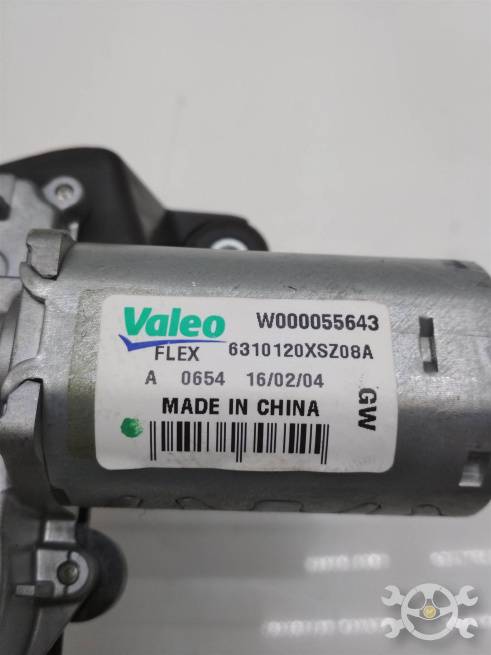 Valeo W000055643
FLEX 6310120XSZ08A
A 0654 16/02/04
MADE IN CHINA
GW